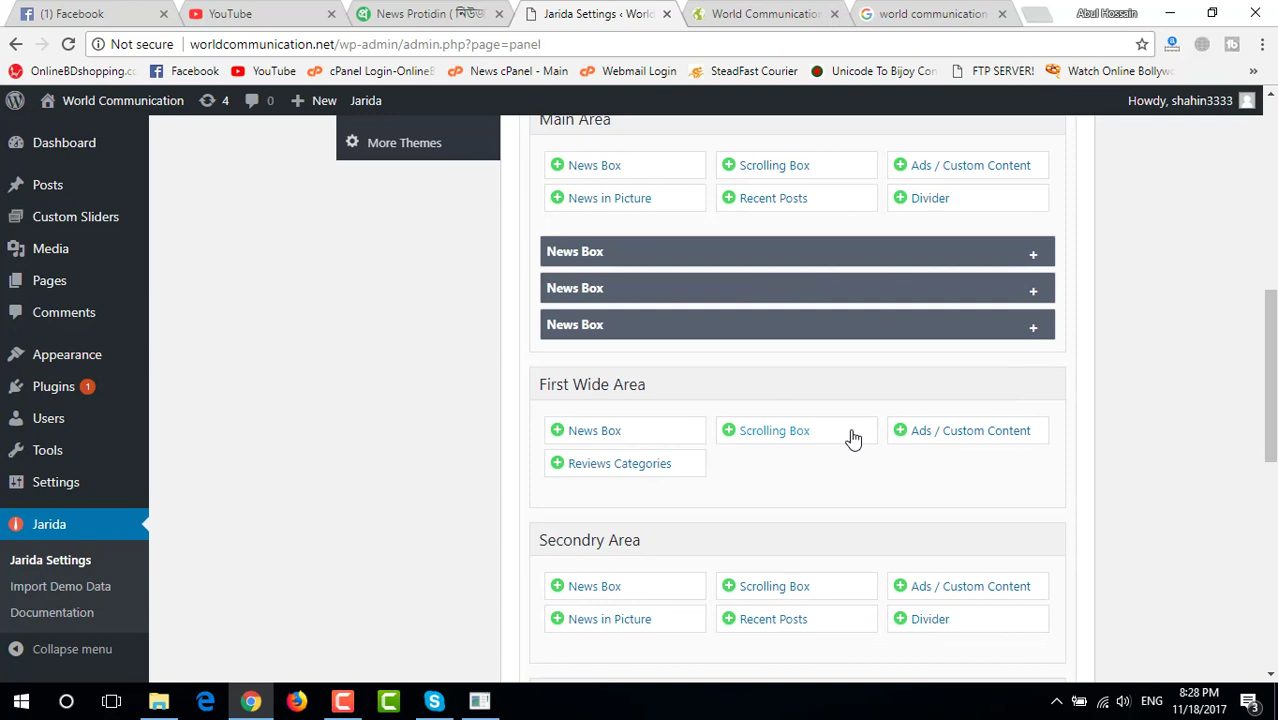 (1) Facebook
YouTube
News Protidin (
Jarida Settings ‹ Worl
World Communication
world communication
Abul Hossain
Not secure
worldcommunication.net/wp-admin/admin.php?page=panel
OnlineBDshopping.co
Facebook
YouTube
cPanel Login-OnlineB
News cPanel - Main
Webmail Login
SteadFast Courier
Unicode To Bijoy Con
FTP SERVER!
Watch Online Bollyw
World Communication
4
0
New
Jarida
Howdy, shahin3333
Dashboard
Posts
Custom Sliders
Media
Pages
Comments
Appearance
Plugins 1
Users
Tools
Settings
Jarida
Jarida Settings
Import Demo Data
Documentation
Collapse menu
More Themes
Main Area
News Box
Scrolling Box
Ads / Custom Content
News in Picture
Recent Posts
Divider
News Box +
News Box +
News Box +
First Wide Area
News Box
Scrolling Box
Ads / Custom Content
Reviews Categories
Secondry Area
News Box
Scrolling Box
Ads / Custom Content
News in Picture
Recent Posts
Divider
ENG
8:28 PM
11/18/2017
3